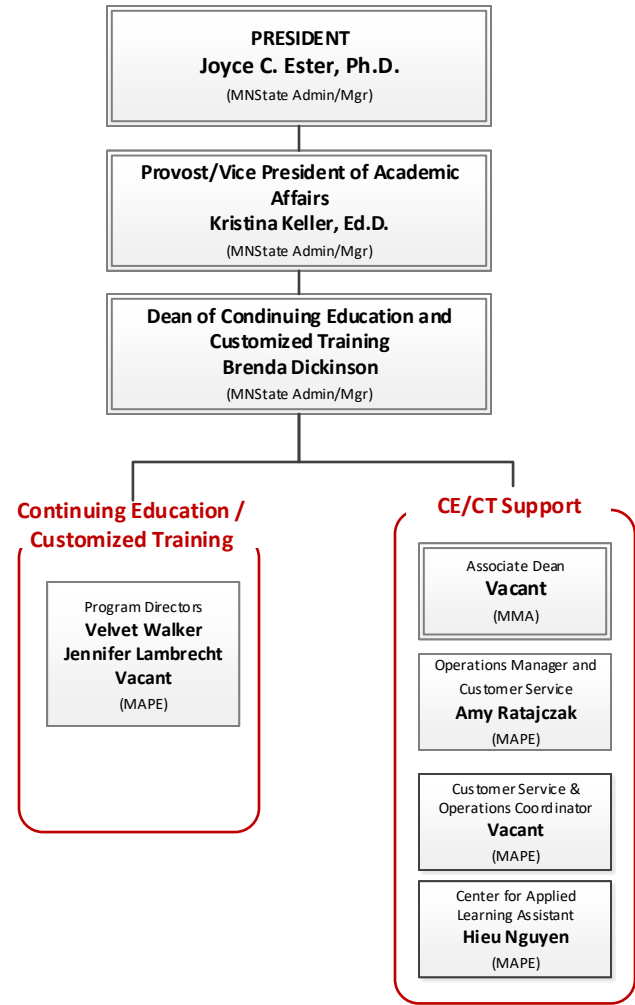 PRESIDENT
Joyce C. Ester, Ph.D.
(MNState Admin/Mgr)
Provost/Vice President of Academic
Affairs
Kristina Keller, Ed.D.
(MNState Admin/Mgr)
Dean of Condinuing Education and
Customized Training
Brenda Dickinson
(MNState Admin/Mgr)
Continuing Education /
Customized Training
Program Directors
Velvet Walker
Jennifer Lambrecht
Vacant
(MAPE)
CE/CT Support
Associate Dean
Vacant
(MMA)
Operations Manager and
Customer Service
Amy Ratajczak
(MAPE)
Customer Service &
Operations Coordinator
Vacant
(MAPE)
Center for Applied
Learning Assistant
Hieu Nguyen
(MAPE)